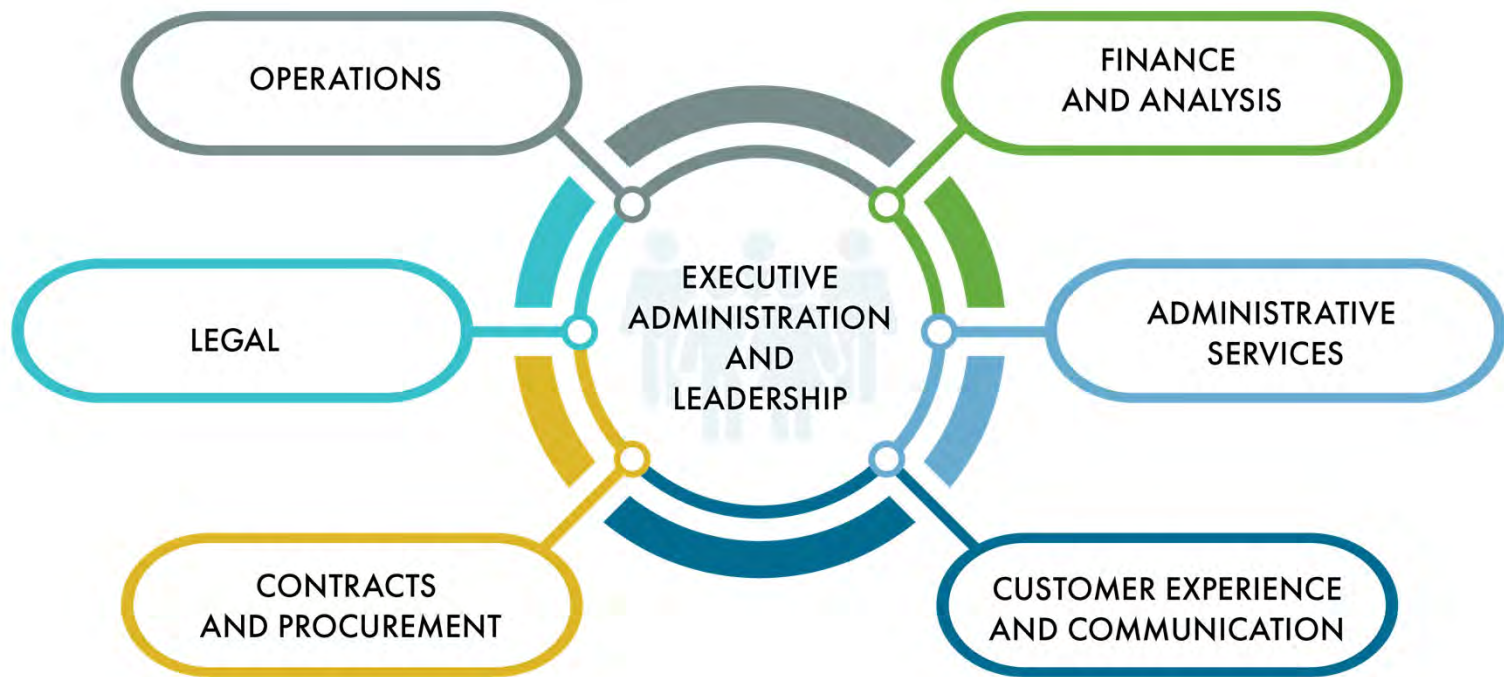 OPERATIONS
FINANCE
AND ANALYSIS
LEGAL
EXECUTIVE
ADMINISTRATION
AND
LEADERSHIP
ADMINISTRATIVE
SERVICES
CONTRACTS
AND PROCUREMENT
CUSTOMER EXPERIENCE
AND COMMUNICATION